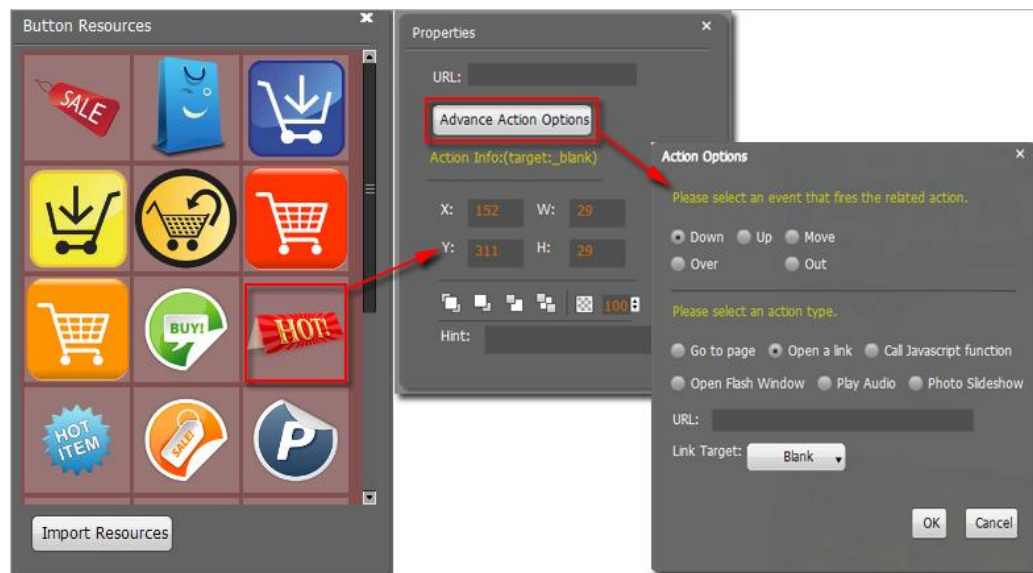 Button Resources
SALE
BUY!
HOT!
HOT
ITEM
SALE!
P
Import Resources
Properties
URL:
Advance Action Options
Action Info:(target:_blank)
X: 152 W: 29
Y: 311 H: 29
100
Hint:
Action Options
Please select an event that fires the related action.
Down Up Move
Over Out
Please select an action type.
Go to page Open a link Call Javascript function
Open Flash Window Play Audio Photo Slideshow
URL:
Link Target: Blank
OK Cancel